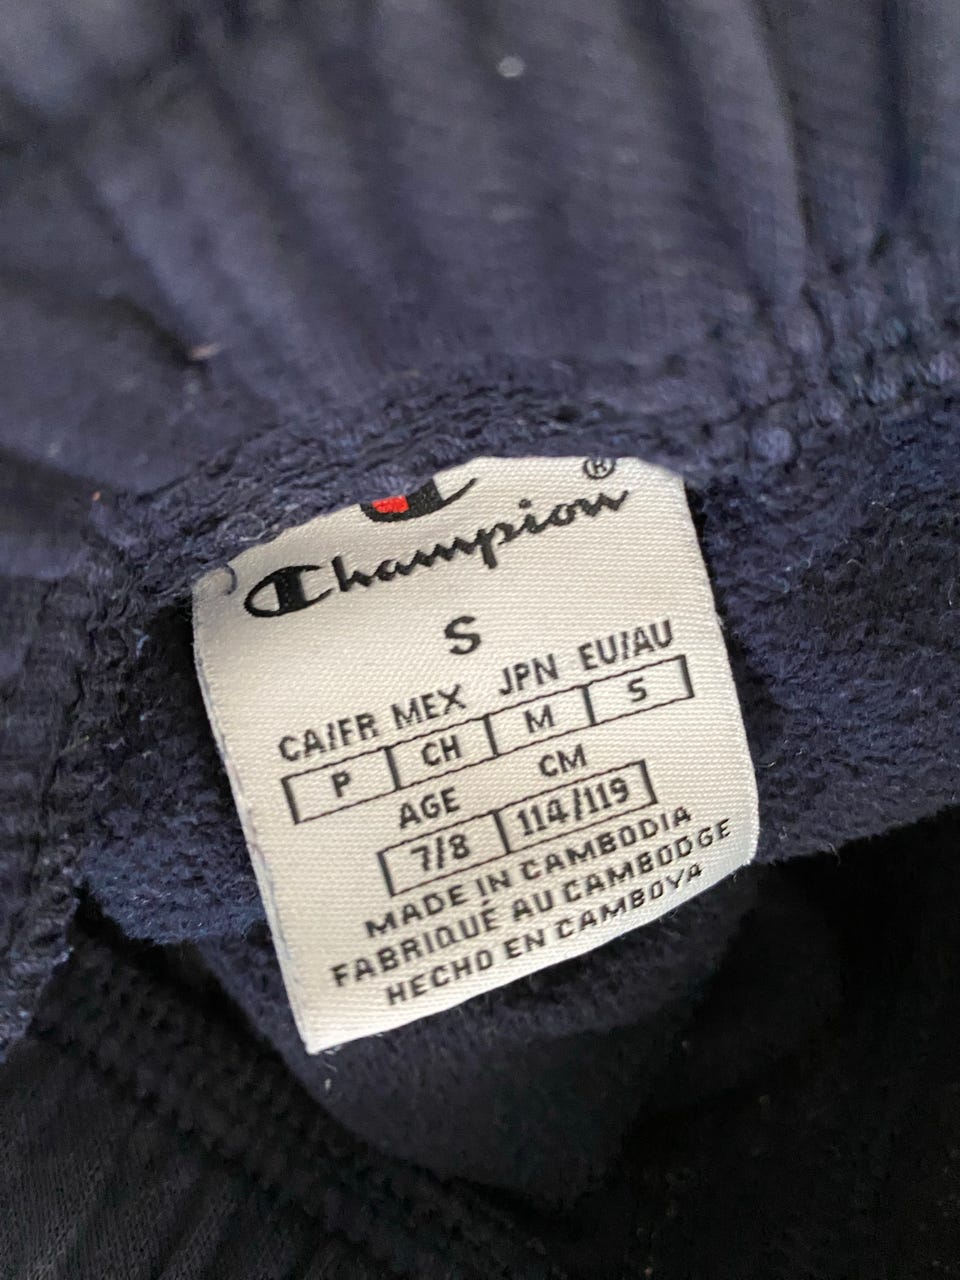 Champion®
S
CA/FR MEX JPN EU/AU
P CH M S
AGE CM
7/8 114/119
MADE IN CAMBODIA
FABRIQUÉ AU CAMBODGE
HECHO EN CAMBOYA